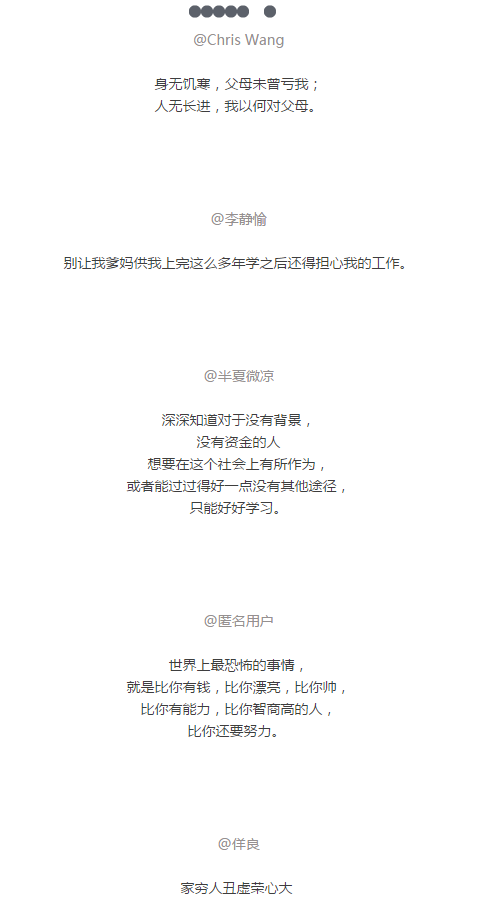 @Chris Wang
身无饥寒，父母未曾亏我；
人无长进，我以何对父母。
@李静愉
别让我爹妈供我上完这么多年学之后还得担心我的工作。
@半夏微凉
深深知道对于没有背景，
没有资金的人
想要在这个社会上有所作为，
或者能过过得好一点没有其他途径，
只能好好学习。
@匿名用户
世界上最恐怖的事情，
就是比你有钱，比你漂亮，比你帅，
比你有能力，比你智商高的人，
比你还要努力。
@佯良
家穷人丑虚荣心大